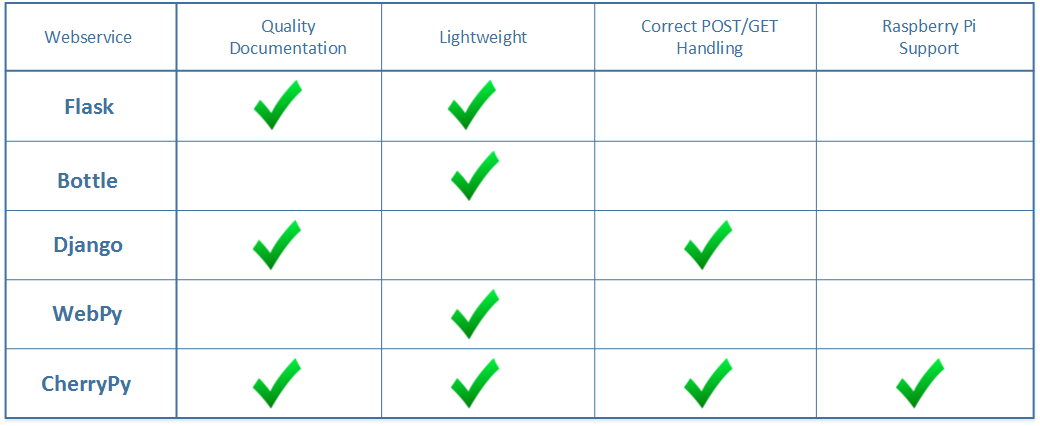 Webservice
Quality
Documentation
Lightweight
Correct POST/GET
Handling
Raspberry Pi
Support
Flask
Bottle
Django
WebPy
CherryPy